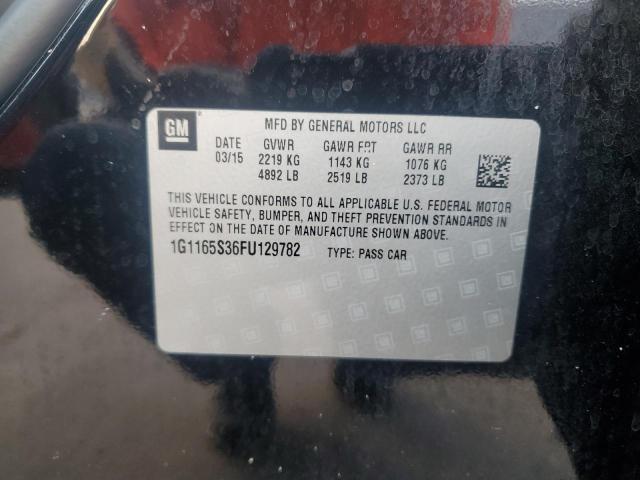 GM
MFD BY GENERAL MOTORS LLC
DATE GVWR GAWR FRT GAWR RR
03/15 2219 KG 1143 KG 1076 KG
4892 LB 2519 LB 2373 LB
THIS VEHICLE CONFORMS TO ALL APPLICABLE U.S. FEDERAL MOTOR
VEHICLE SAFETY, BUMPER, AND THEFT PREVENTION STANDARDS IN
EFFECT ON THE DATE OF MANUFACTURE SHOWN ABOVE.
1G1165S36FU129782 TYPE: PASS CAR